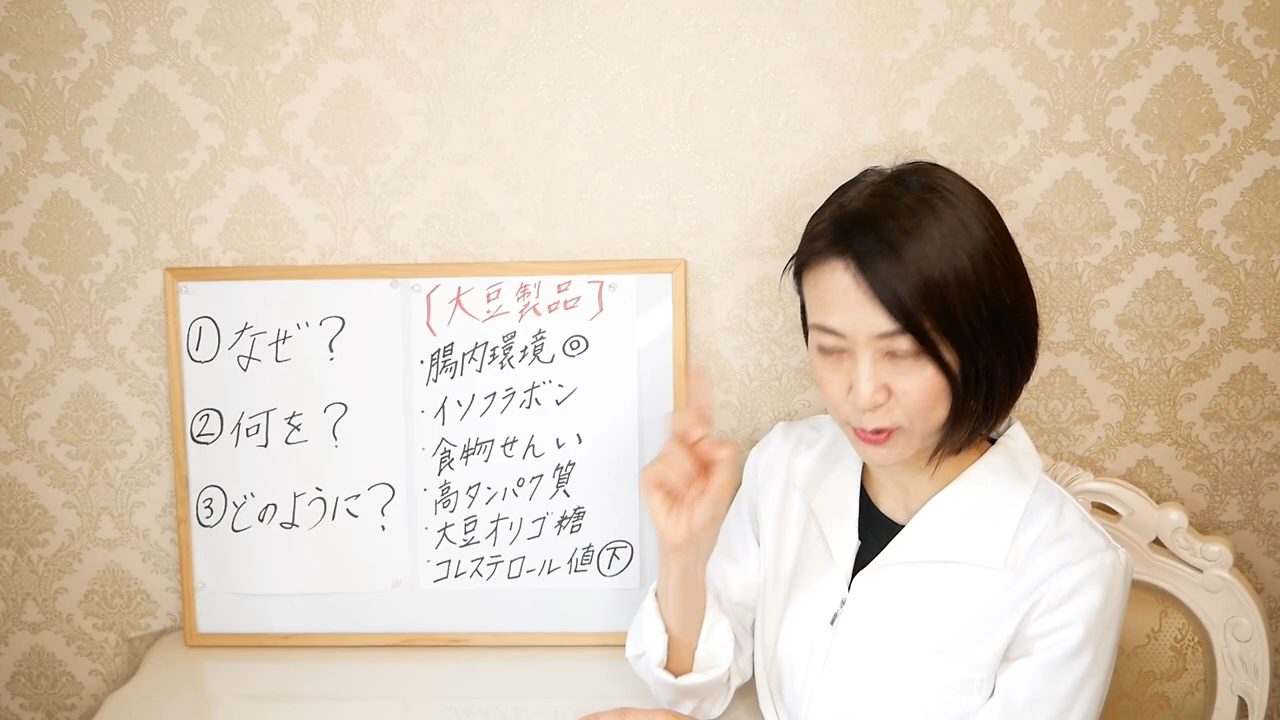 ①なぜ?
②何を?
③どのように?
[大豆製品]
・腸内環境◎
・イソフラボン
・食物せんい
・高タンパク質
・大豆オリゴ糖
・コレステロール値下